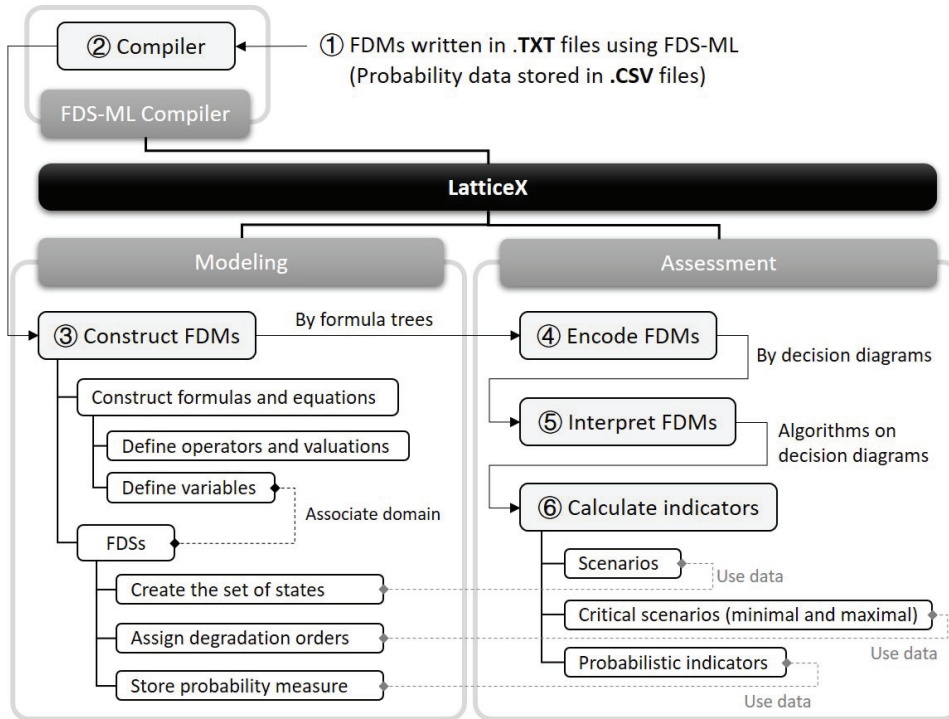 ② Compiler
① FDMs written in .TXT files using FDS-ML
(Probability data stored in .CSV files)
FDS-ML Compiler
LatticeX
Modeling
Assessment
③ Construct FDMs
By formula trees
④ Encode FDMs
By decision diagrams
Construct formulas and equations
⑤ Interpret FDMs
Algorithms on
decision diagrams
Define operators and valuations
Define variables
Associate domain
⑥ Calculate indicators
FDSs
Scenarios
Use data
Create the set of states
Critical scenarios (minimal and maximal)
Assign degradation orders
Use data
Probabilistic indicators
Store probability measure
Use data